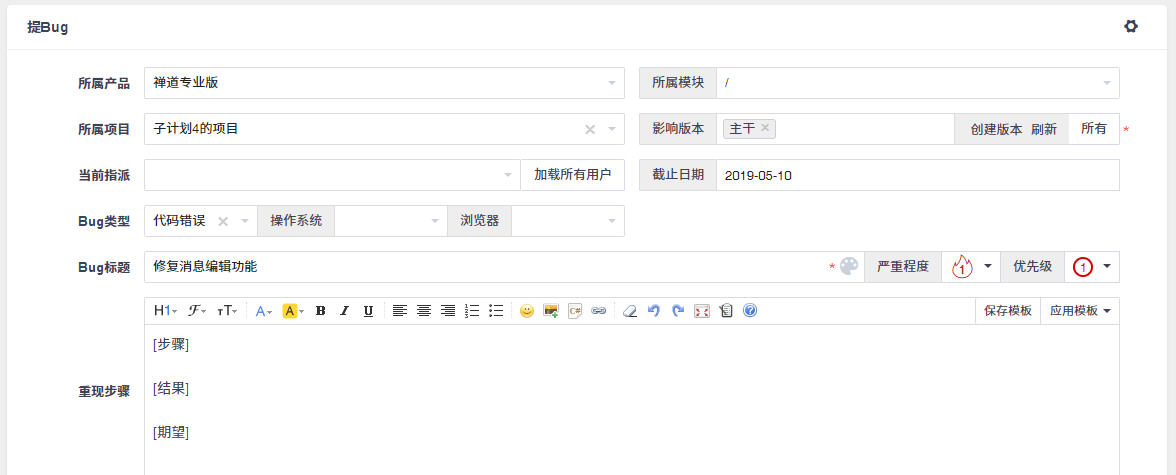 提Bug
所属产品 禅道专业版 所属模块 /
所属项目 子计划4的项目 影响版本 主干 创建版本 刷新 所有 *
当前指派 加载所有用户 截止日期 2019-05-10
Bug类型 代码错误 操作系统 浏览器
Bug标题 修复消息编辑功能 * 严重程度 1 优先级 1
H1 ℱ тT A A B I U C# 保存模板 应用模板
[步骤]
重现步骤 [结果]
[期望]